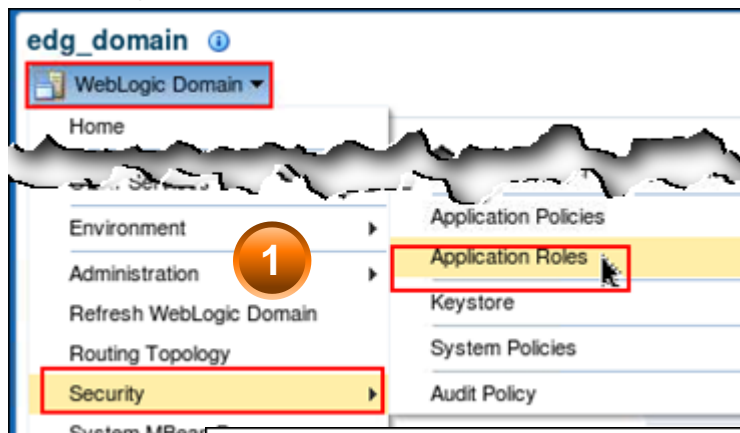 edg_domain
WebLogic Domain
Home
Environment
1
Administration
Refresh WebLogic Domain
Routing Topology
Security
Application Policies
Application Roles
Keystore
System Policies
Audit Policy